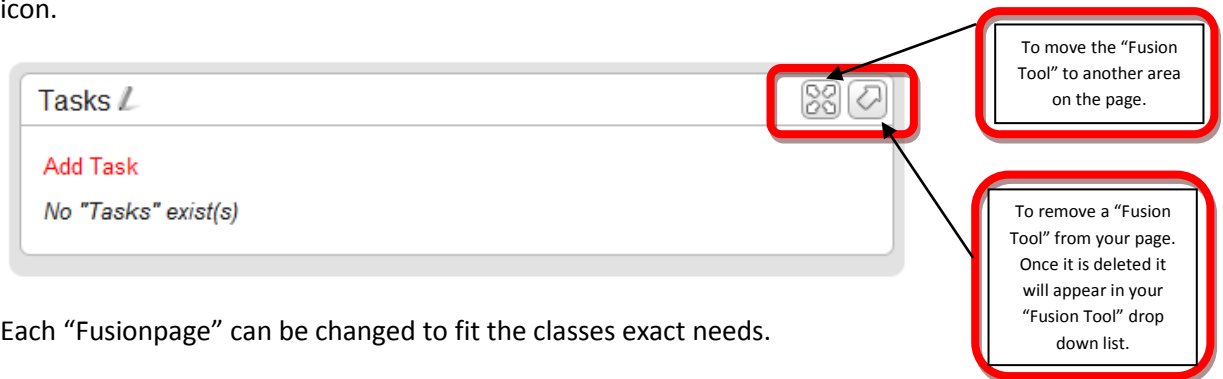 icon.
To move the “Fusion
Tool” to another area
on the page.
Tasks
Add Task
No "Tasks" exist(s)
To remove a “Fusion
Tool” from your page.
Once it is deleted it
will appear in your
“Fusion Tool” drop
down list.
Each “Fusionpage” can be changed to fit the classes exact needs.